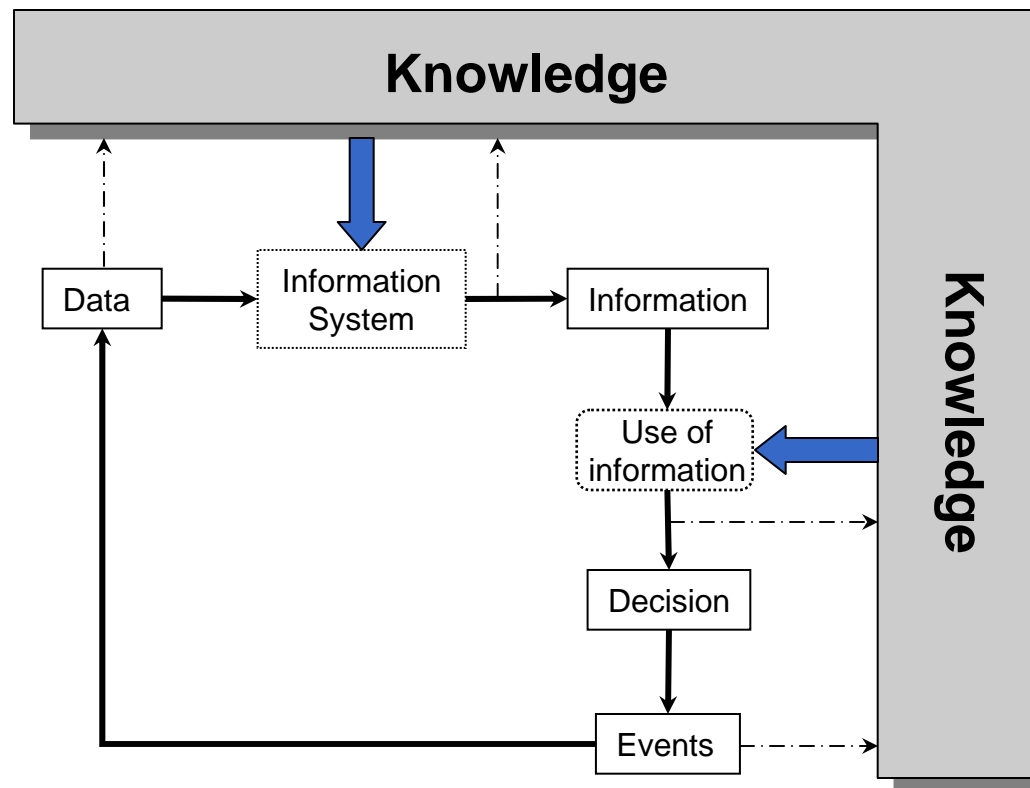 Knowledge
Data
Information
System
Information
Knowledge
Use of
information
Decision
Events